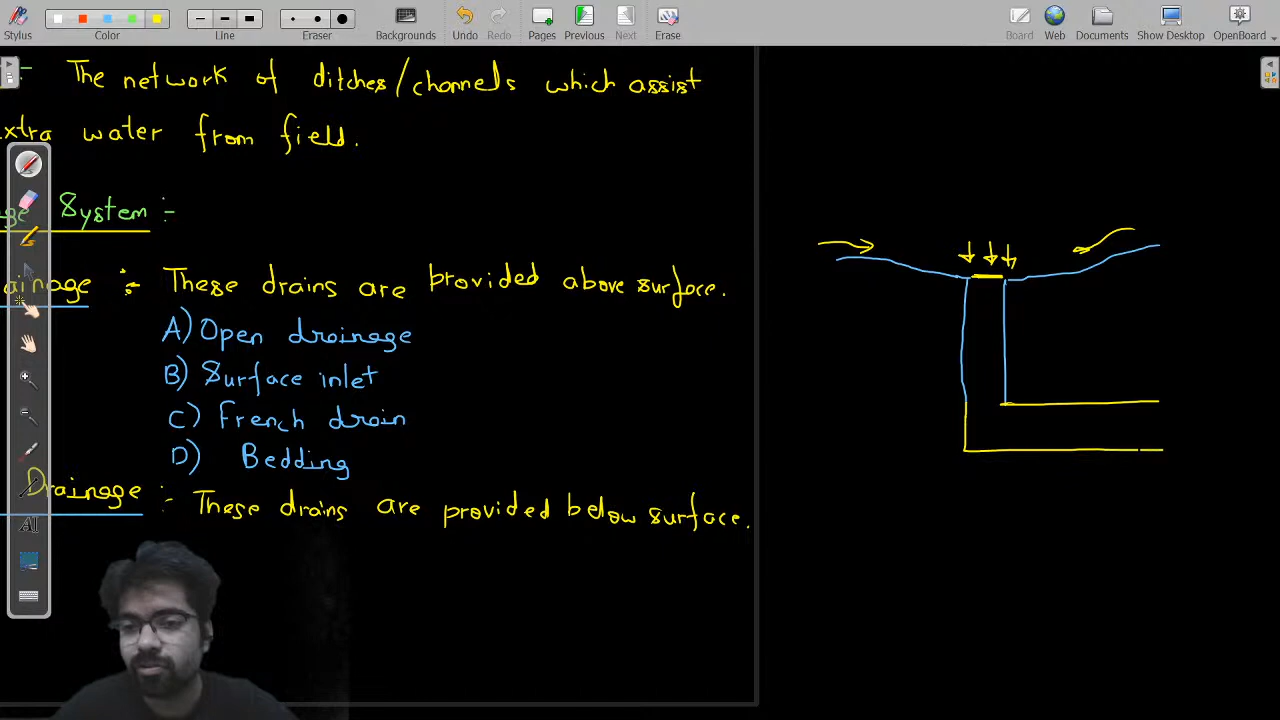 Stylus
Color
Line
Eraser
Backgrounds
Undo
Redo
Pages
Previous
Next
Erase
Board
Web
Documents
Show Desktop
OpenBoard
:- The network of ditches/channels which assist
extra water from field.
age System :-
ainage :- These drains are provided above surface.
A) Open drainage
B) Surface inlet
C) French drain
D) Bedding
Drainage :- These drains are provided below surface.